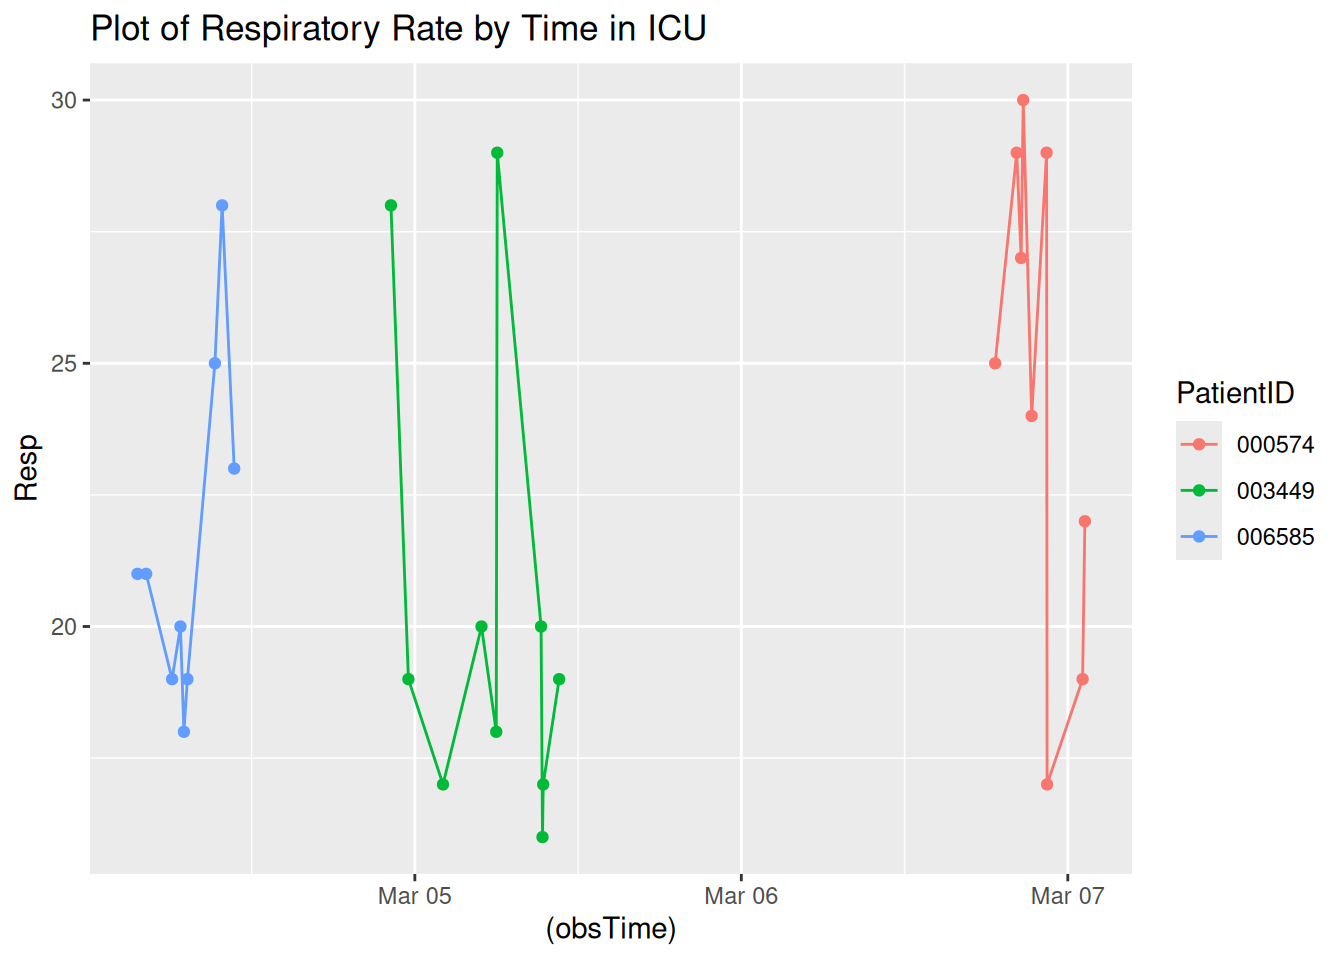 Plot of Respiratory Rate by Time in ICU
30
25
20
Resp
Mar 05
Mar 06
Mar 07
(obsTime)
PatientID
000574
003449
006585